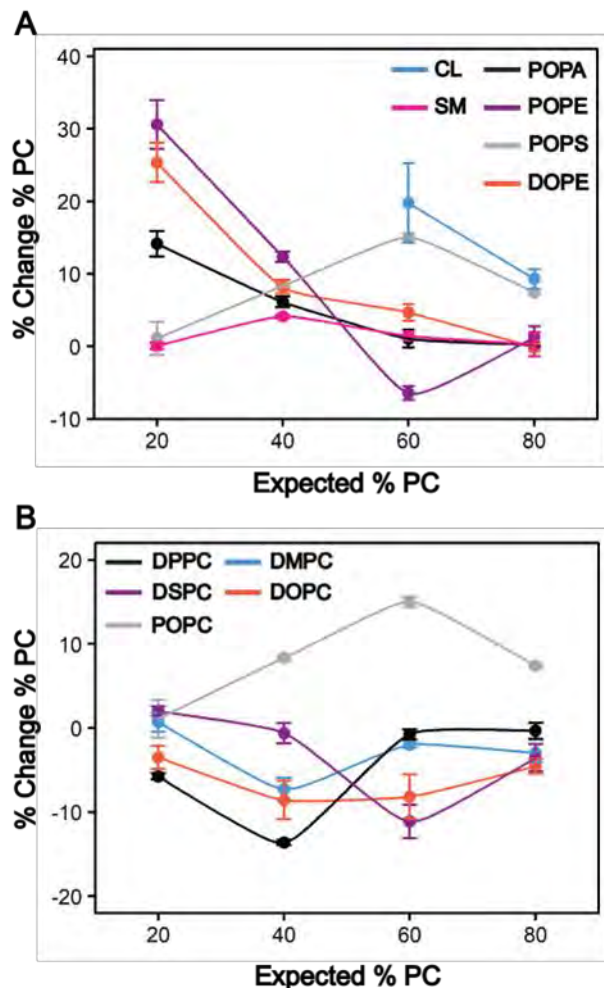 A
40
CL POPA
SM POPE
30
POPS
DOPE
20
10
0
-10
% Change % PC
20 40 60 80
Expected % PC
B
20
DPPC DMPC
DSPC DOPC
POPC
10
0
-10
-20
% Change % PC
20 40 60 80
Expected % PC